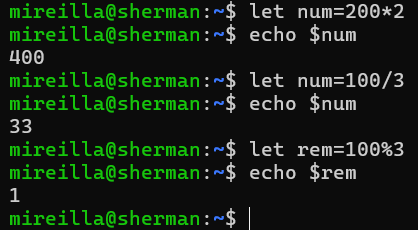 mireilla@sherman:~$ let num=200*2
mireilla@sherman:~$ echo $num
400
mireilla@sherman:~$ let num=100/3
mireilla@sherman:~$ echo $num
33
mireilla@sherman:~$ let rem=100%3
mireilla@sherman:~$ echo $rem
1
mireilla@sherman:~$